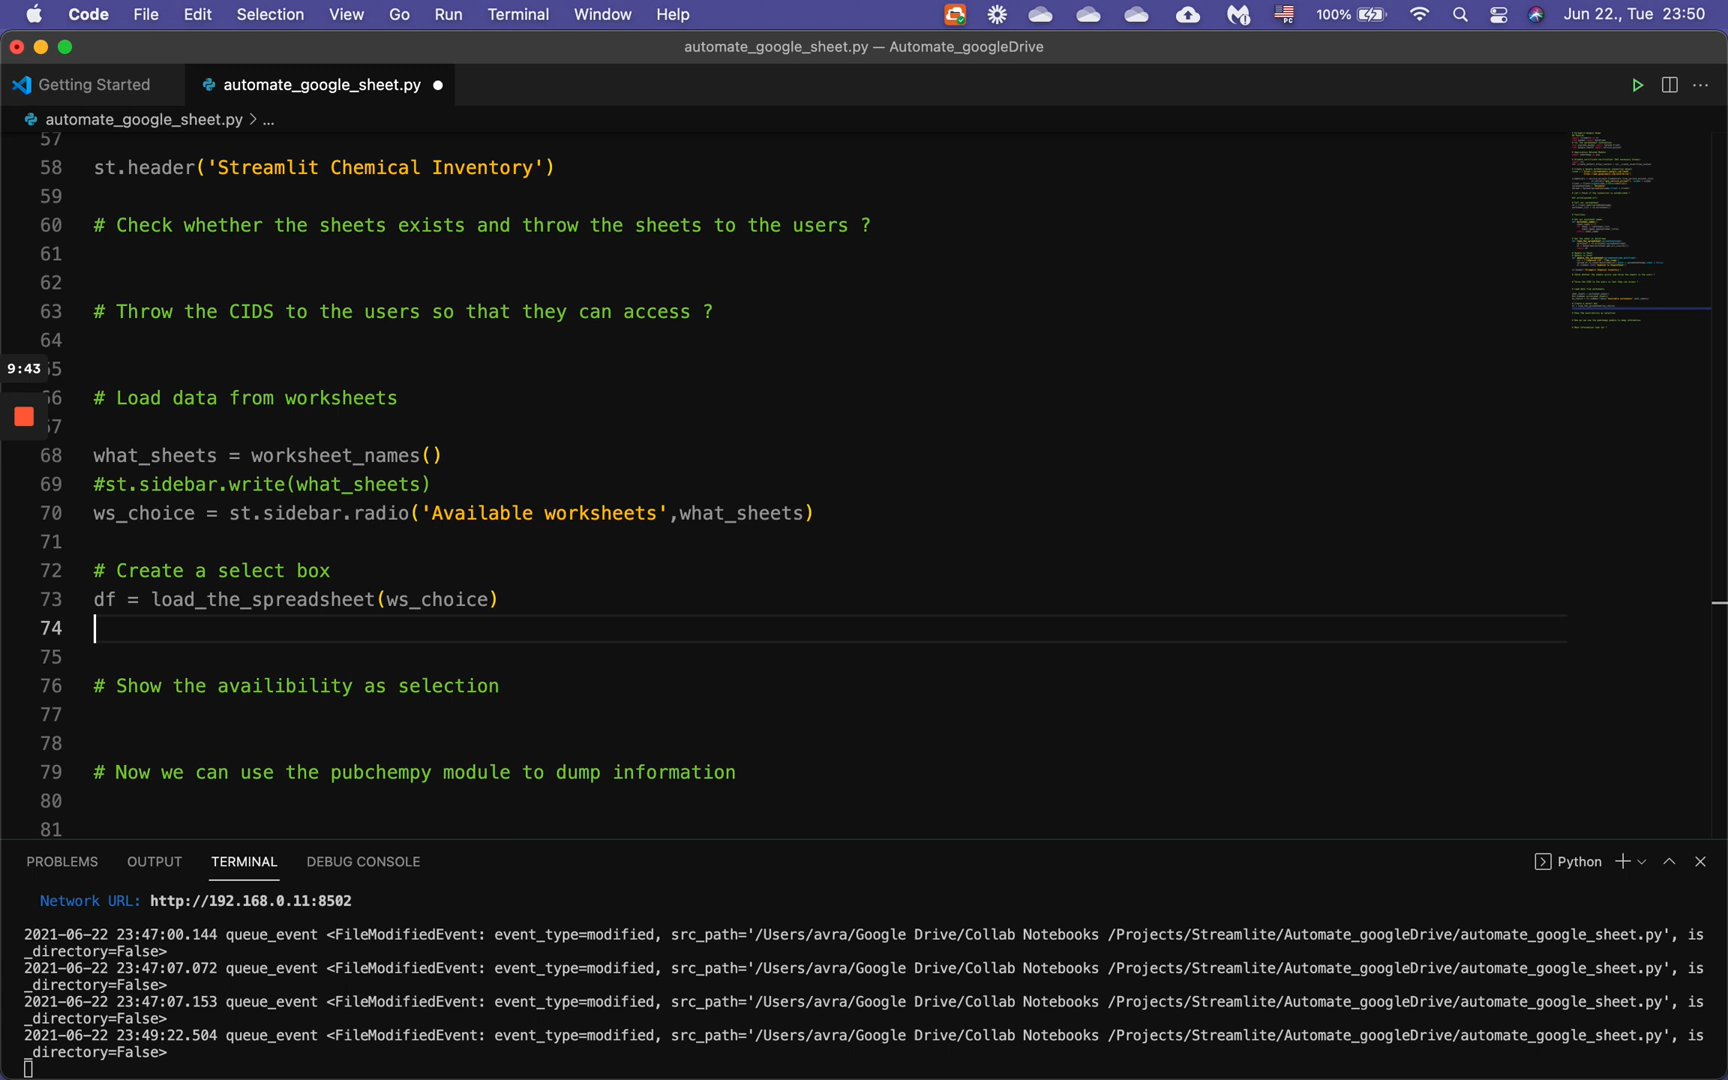 Code File Edit Selection View Go Run Terminal Window Help 100% Jun 22., Tue 23:50
automate_google_sheet.py — Automate_googleDrive
Getting Started automate_google_sheet.py
automate_google_sheet.py > ...
57
58 st.header('Streamlit Chemical Inventory')
59
60 # Check whether the sheets exists and throw the sheets to the users ?
61
62
63 # Throw the CIDS to the users so that they can access ?
64
9:43 65
66 # Load data from worksheets
67
68 what_sheets = worksheet_names()
69 #st.sidebar.write(what_sheets)
70 ws_choice = st.sidebar.radio('Available worksheets',what_sheets)
71
72 # Create a select box
73 df = load_the_spreadsheet(ws_choice)
74
75
76 # Show the availibility as selection
77
78
79 # Now we can use the pubchempy module to dump information
80
81
PROBLEMS OUTPUT TERMINAL DEBUG CONSOLE Python
Network URL: http://192.168.0.11:8502
2021-06-22 23:47:00.144 queue_event <FileModifiedEvent: event_type=modified, src_path='/Users/avra/Google Drive/Collab Notebooks /Projects/Streamlite/Automate_googleDrive/automate_google_sheet.py', is
_directory=False>
2021-06-22 23:47:07.072 queue_event <FileModifiedEvent: event_type=modified, src_path='/Users/avra/Google Drive/Collab Notebooks /Projects/Streamlite/Automate_googleDrive/automate_google_sheet.py', is
_directory=False>
2021-06-22 23:47:07.153 queue_event <FileModifiedEvent: event_type=modified, src_path='/Users/avra/Google Drive/Collab Notebooks /Projects/Streamlite/Automate_googleDrive/automate_google_sheet.py', is
_directory=False>
2021-06-22 23:49:22.504 queue_event <FileModifiedEvent: event_type=modified, src_path='/Users/avra/Google Drive/Collab Notebooks /Projects/Streamlite/Automate_googleDrive/automate_google_sheet.py', is
_directory=False>